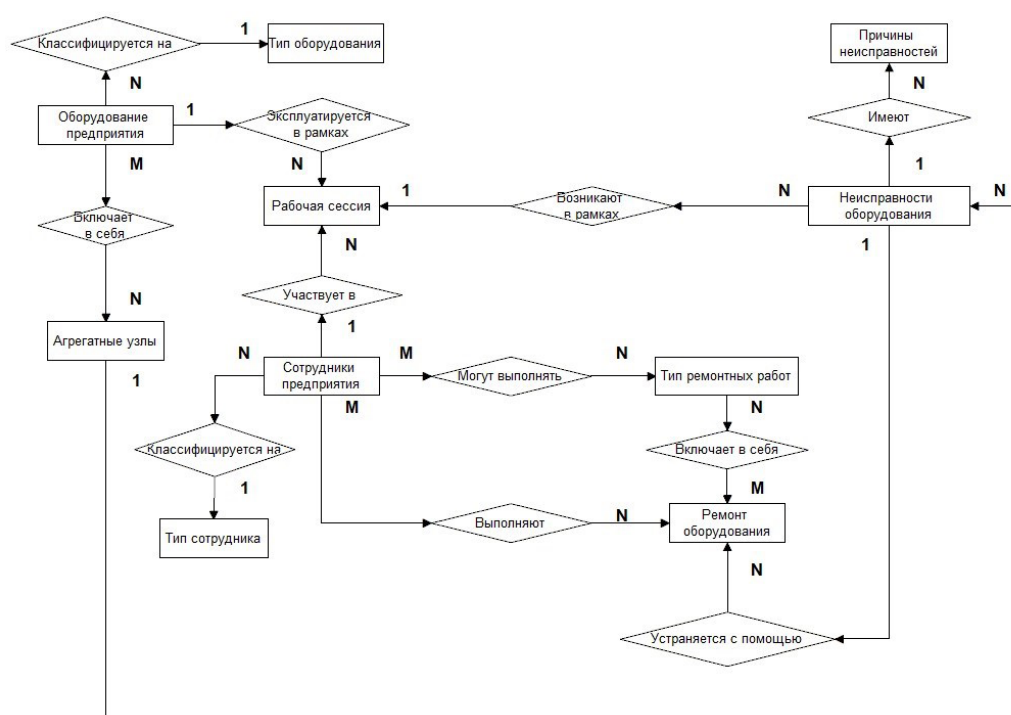 Классифицируется на
1
Тип оборудования
Причины
неисправностей
N
N
Оборудование
предприятия
1
Эксплуатируется
в рамках
Имеют
M
N
1
Рабочая сессия
1
Возникают
в рамках
N
Неисправности
оборудования
N
Включает
в себя
N
1
Участвует в
N
1
Агрегатные узлы
1
N
Сотрудники
предприятия
M
Могут выполнять
N
Тип ремонтных работ
M
N
Классифицируется на
Включает в себя
1
M
Тип сотрудника
Выполняют
N
Ремонт
оборудования
N
Устраняется с помощью